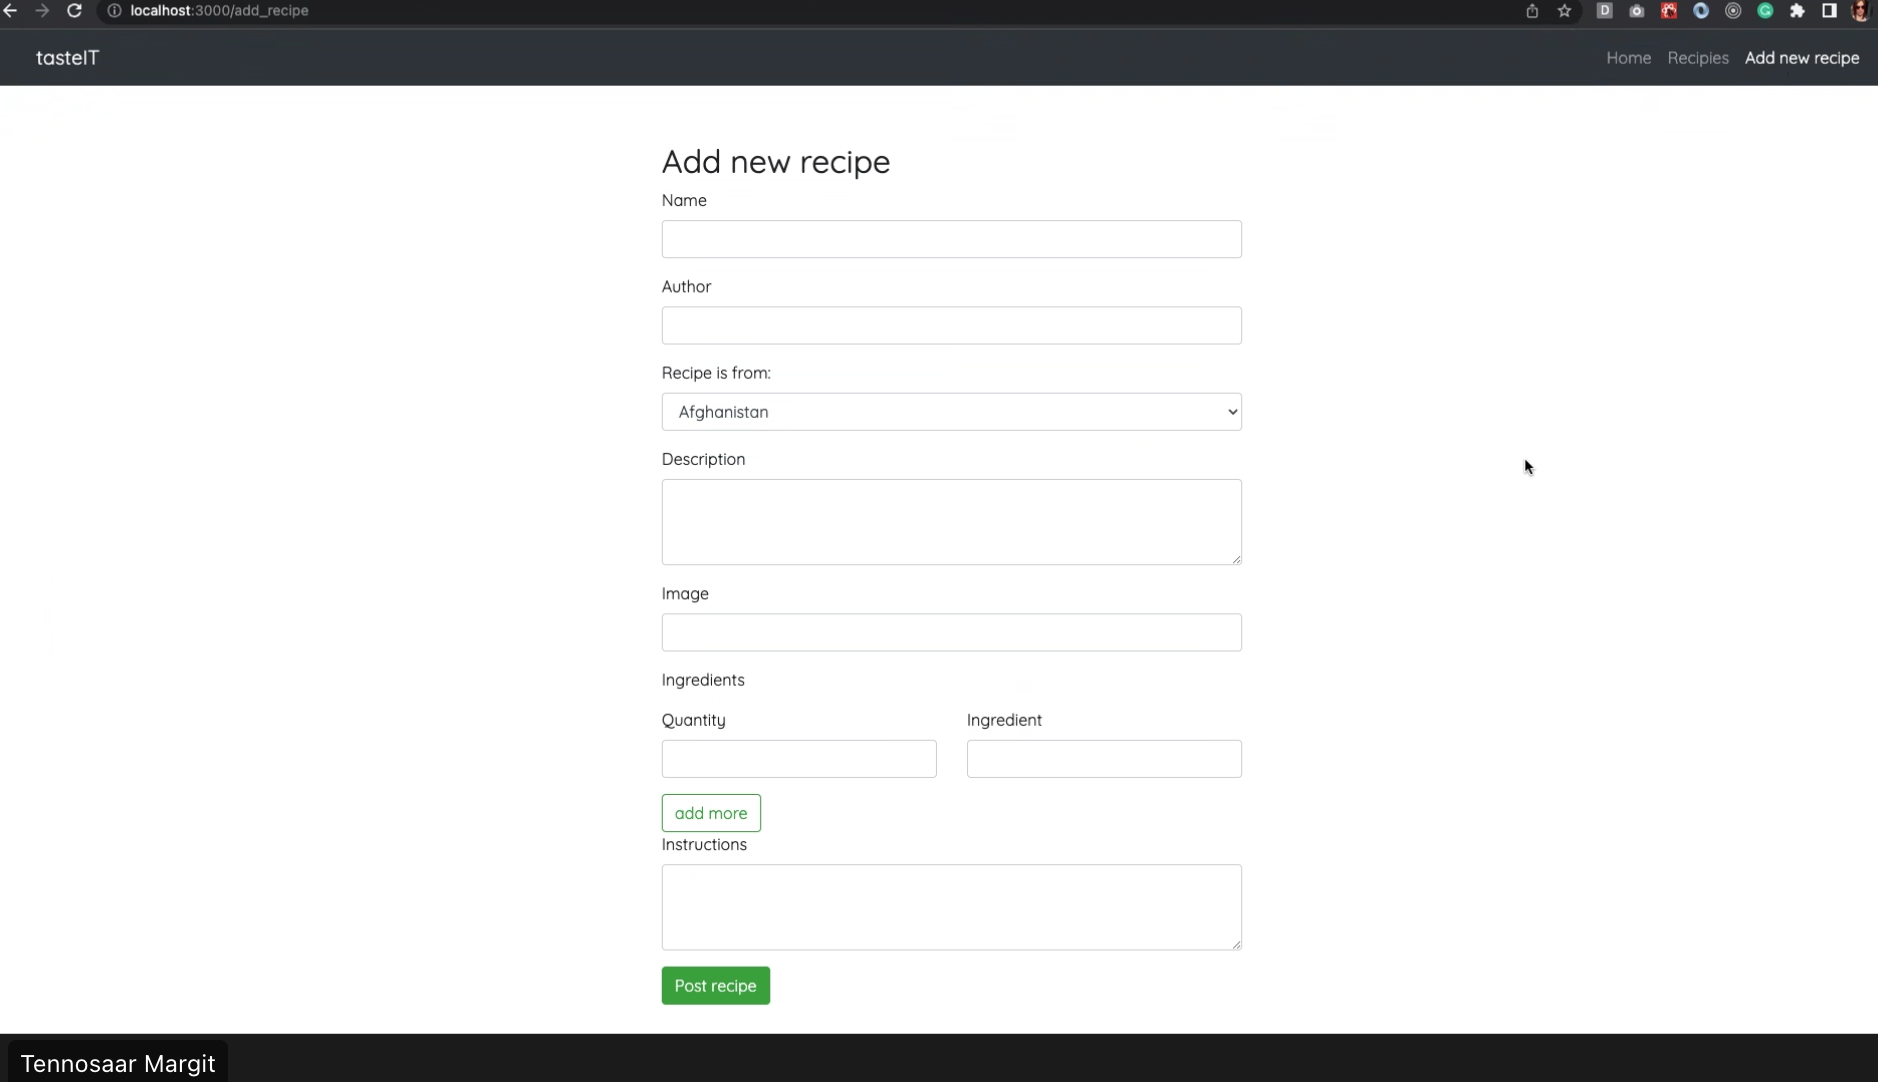 localhost:3000/add_recipe
tasteIT
Home Recipies Add new recipe
Add new recipe
Name
Author
Recipe is from:
Afghanistan
Description
Image
Ingredients
Quantity Ingredient
add more
Instructions
Post recipe
Tennosaar Margit